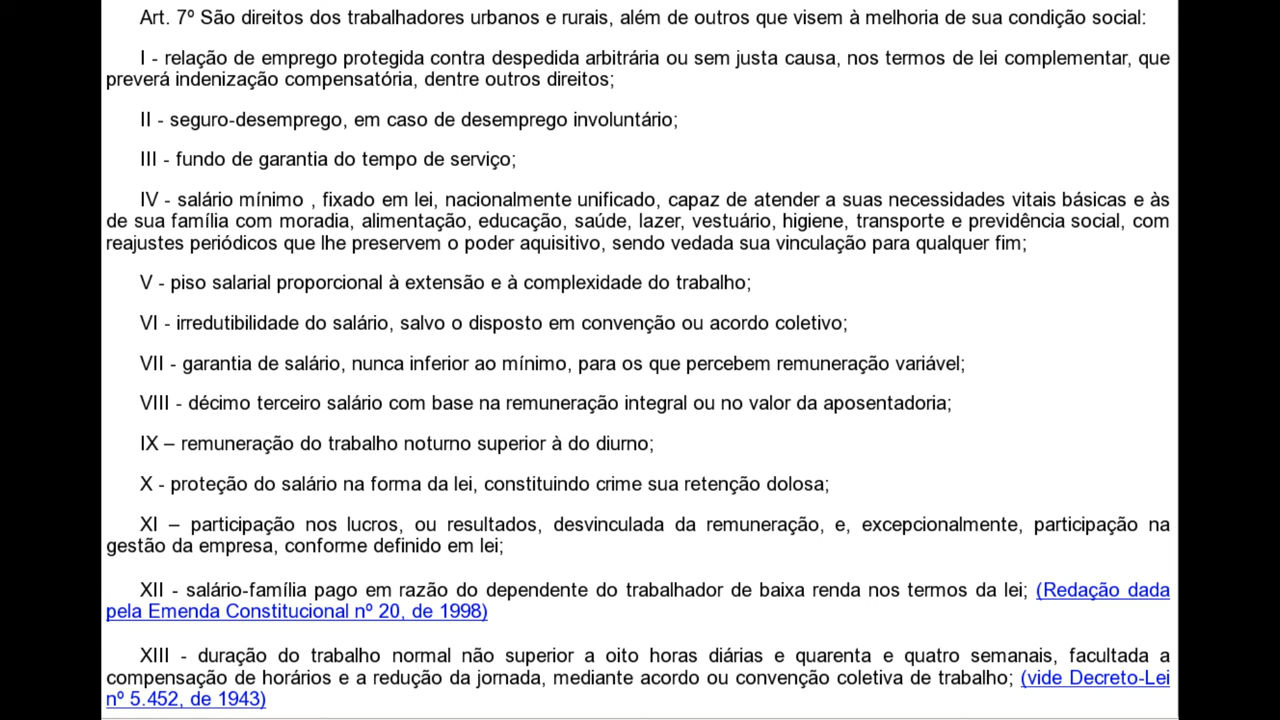 Art. 7º São direitos dos trabalhadores urbanos e rurais, além de outros que visem à melhoria de sua condição social:
I - relação de emprego protegida contra despedida arbitrária ou sem justa causa, nos termos de lei complementar, que
preverá indenização compensatória, dentre outros direitos;
II - seguro-desemprego, em caso de desemprego involuntário;
III - fundo de garantia do tempo de serviço;
IV - salário mínimo , fixado em lei, nacionalmente unificado, capaz de atender a suas necessidades vitais básicas e às
de sua família com moradia, alimentação, educação, saúde, lazer, vestuário, higiene, transporte e previdência social, com
reajustes periódicos que lhe preservem o poder aquisitivo, sendo vedada sua vinculação para qualquer fim;
V - piso salarial proporcional à extensão e à complexidade do trabalho;
VI - irredutibilidade do salário, salvo o disposto em convenção ou acordo coletivo;
VII - garantia de salário, nunca inferior ao mínimo, para os que percebem remuneração variável;
VIII - décimo terceiro salário com base na remuneração integral ou no valor da aposentadoria;
IX – remuneração do trabalho noturno superior à do diurno;
X - proteção do salário na forma da lei, constituindo crime sua retenção dolosa;
XI – participação nos lucros, ou resultados, desvinculada da remuneração, e, excepcionalmente, participação na
gestão da empresa, conforme definido em lei;
XII - salário-família pago em razão do dependente do trabalhador de baixa renda nos termos da lei; (Redação dada
pela Emenda Constitucional nº 20, de 1998)
XIII - duração do trabalho normal não superior a oito horas diárias e quarenta e quatro semanais, facultada a
compensação de horários e a redução da jornada, mediante acordo ou convenção coletiva de trabalho; (vide Decreto-Lei
nº 5.452, de 1943)